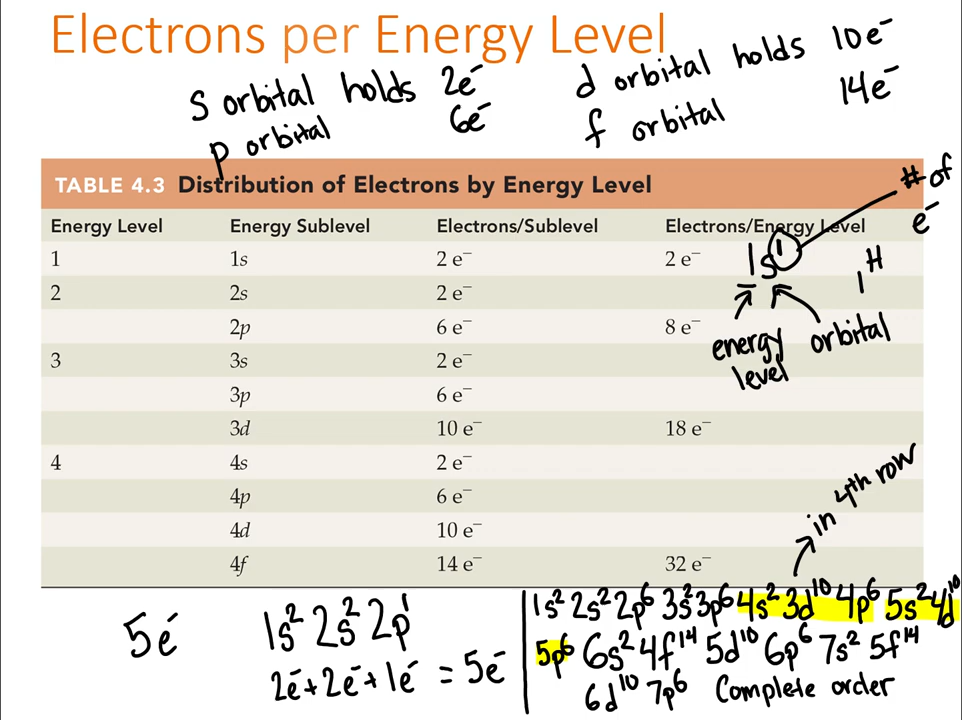 Electrons per Energy Level
s orbital holds 2e⁻
p orbital 6e⁻
d orbital holds 10e⁻
f orbital 14e⁻
TABLE 4.3 Distribution of Electrons by Energy Level
# of
e⁻
Energy Level Energy Sublevel Electrons/Sublevel Electrons/Energy Level
1 1s 2 e⁻ 2 e⁻
1s¹
₁H
2 2s 2 e⁻
2p 6 e⁻ 8 e⁻
energy
level
orbital
3 3s 2 e⁻
3p 6 e⁻
3d 10 e⁻ 18 e⁻
4 4s 2 e⁻
4p 6 e⁻
4d 10 e⁻
4f 14 e⁻ 32 e⁻
in 4th row
5e⁻ 1s² 2s² 2p¹
2e⁻ + 2e⁻ + 1e⁻ = 5e⁻
1s² 2s² 2p⁶ 3s² 3p⁶ 4s² 3d¹⁰ 4p⁶ 5s² 4d¹⁰
5p⁶ 6s² 4f¹⁴ 5d¹⁰ 6p⁶ 7s² 5f¹⁴
6d¹⁰ 7p⁶ Complete order